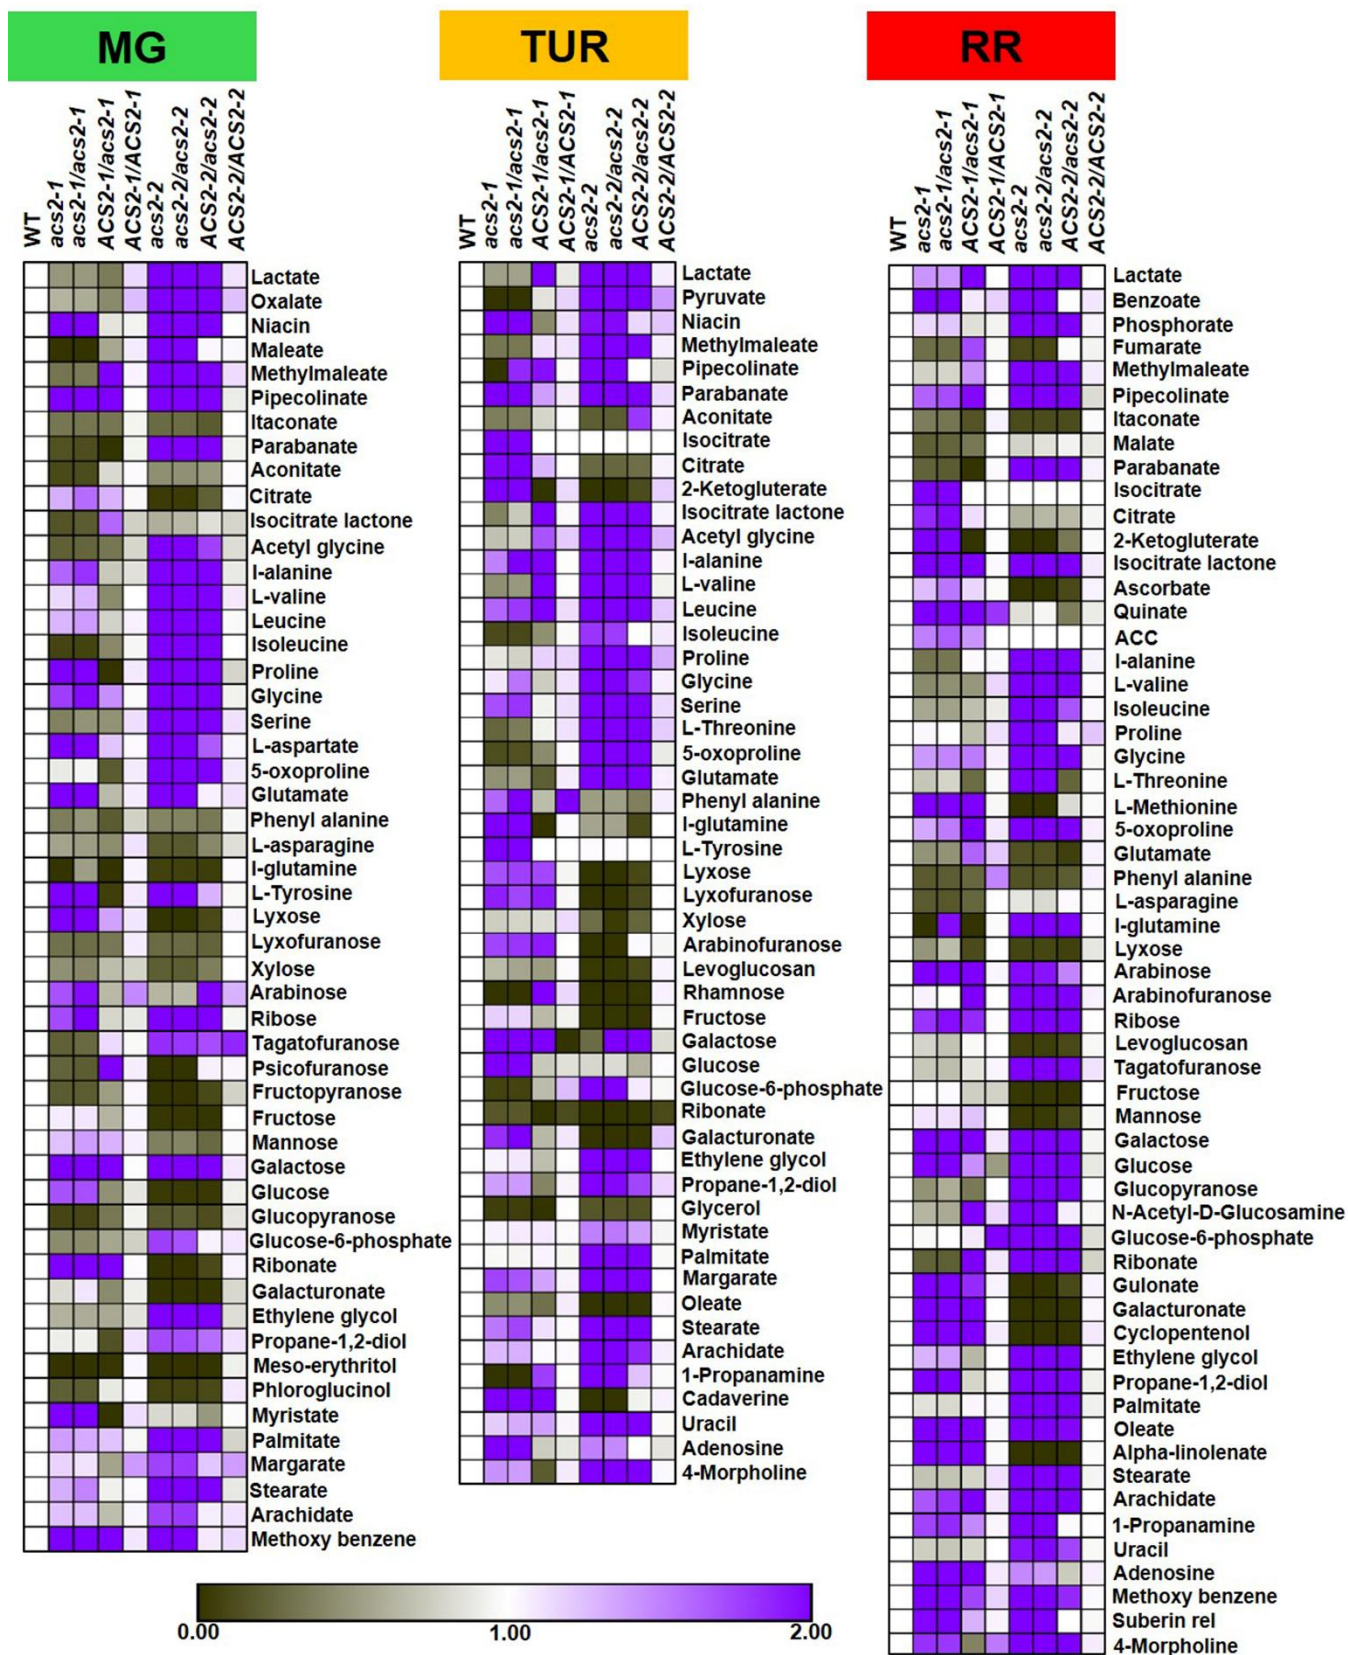 MG
WT
acs2-1
acs2-1/acs2-1
ACS2-1/acs2-1
ACS2-1/ACS2-1
acs2-2
acs2-2/acs2-2
ACS2-2/acs2-2
ACS2-2/ACS2-2
Lactate
Oxalate
Niacin
Maleate
Methylmaleate
Pipecolinate
Itaconate
Parabanate
Aconitate
Citrate
Isocitrate lactone
Acetyl glycine
l-alanine
L-valine
Leucine
Isoleucine
Proline
Glycine
Serine
L-aspartate
5-oxoproline
Glutamate
Phenyl alanine
L-asparagine
l-glutamine
L-Tyrosine
Lyxose
Lyxofuranose
Xylose
Arabinose
Ribose
Tagatofuranose
Psicofuranose
Fructopyranose
Fructose
Mannose
Galactose
Glucose
Glucopyranose
Glucose-6-phosphate
Ribonate
Galacturonate
Ethylene glycol
Propane-1,2-diol
Meso-erythritol
Phloroglucinol
Myristate
Palmitate
Margarate
Stearate
Arachidate
Methoxy benzene
TUR
WT
acs2-1
acs2-1/acs2-1
ACS2-1/acs2-1
ACS2-1/ACS2-1
acs2-2
acs2-2/acs2-2
ACS2-2/acs2-2
ACS2-2/ACS2-2
Lactate
Pyruvate
Niacin
Methylmaleate
Pipecolinate
Parabanate
Aconitate
Isocitrate
Citrate
2-Ketogluterate
Isocitrate lactone
Acetyl glycine
l-alanine
L-valine
Leucine
Isoleucine
Proline
Glycine
Serine
L-Threonine
5-oxoproline
Glutamate
Phenyl alanine
l-glutamine
L-Tyrosine
Lyxose
Lyxofuranose
Xylose
Arabinofuranose
Levoglucosan
Rhamnose
Fructose
Galactose
Glucose
Glucose-6-phosphate
Ribonate
Galacturonate
Ethylene glycol
Propane-1,2-diol
Glycerol
Myristate
Palmitate
Margarate
Oleate
Stearate
Arachidate
1-Propanamine
Cadaverine
Uracil
Adenosine
4-Morpholine
RR
WT
acs2-1
acs2-1/acs2-1
ACS2-1/acs2-1
ACS2-1/ACS2-1
acs2-2
acs2-2/acs2-2
ACS2-2/acs2-2
ACS2-2/ACS2-2
Lactate
Benzoate
Phosphorate
Fumarate
Methylmaleate
Pipecolinate
Itaconate
Malate
Parabanate
Isocitrate
Citrate
2-Ketogluterate
Isocitrate lactone
Ascorbate
Quinate
ACC
l-alanine
L-valine
Isoleucine
Proline
Glycine
L-Threonine
L-Methionine
5-oxoproline
Glutamate
Phenyl alanine
L-asparagine
l-glutamine
Lyxose
Arabinose
Arabinofuranose
Ribose
Levoglucosan
Tagatofuranose
Fructose
Mannose
Galactose
Glucose
Glucopyranose
N-Acetyl-D-Glucosamine
Glucose-6-phosphate
Ribonate
Gulonate
Galacturonate
Cyclopentenol
Ethylene glycol
Propane-1,2-diol
Palmitate
Oleate
Alpha-linolenate
Stearate
Arachidate
1-Propanamine
Uracil
Adenosine
Methoxy benzene
Suberin rel
4-Morpholine
0.00 1.00 2.00